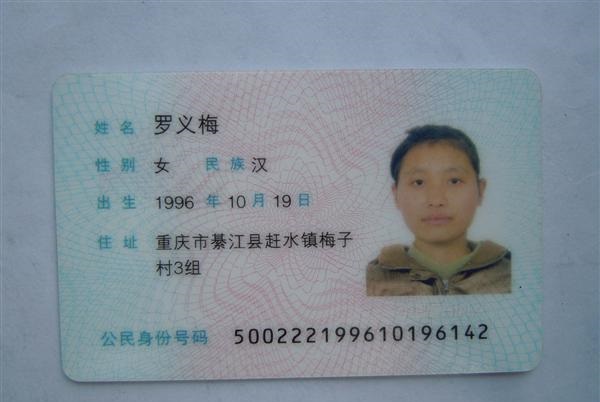 姓名 罗义梅
性别 女 民族 汉
出生 1996 年 10 月 19 日
住址 重庆市綦江县赶水镇梅子
村3组
公民身份号码 500222199610196142